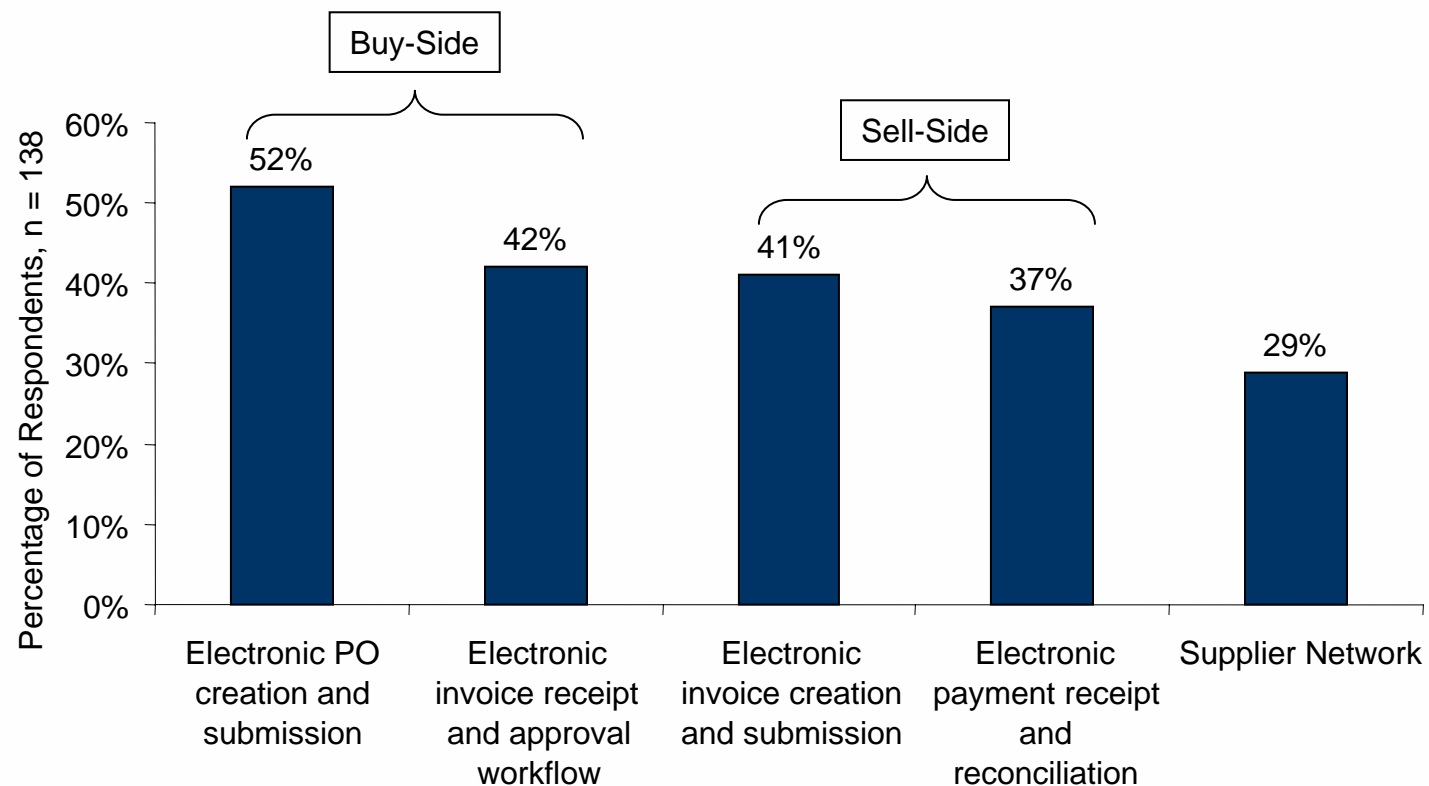 Buy-Side
Sell-Side
Percentage of Respondents, n = 138
60%
50%
40%
30%
20%
10%
0%
52%
42%
41%
37%
29%
Electronic PO
creation and
submission
Electronic
invoice receipt
and approval
workflow
Electronic
invoice creation
and submission
Electronic
payment receipt
and
reconciliation
Supplier Network